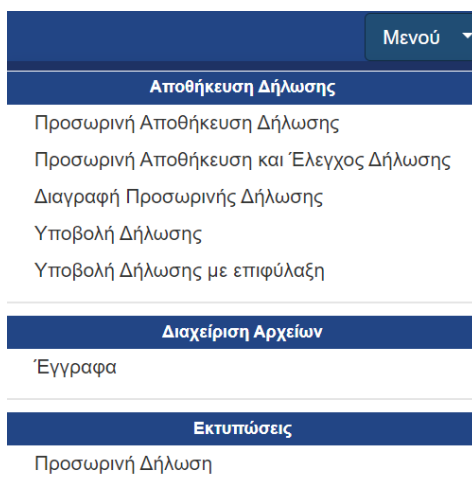 Μενού
Αποθήκευση Δήλωσης
Προσωρινή Αποθήκευση Δήλωσης
Προσωρινή Αποθήκευση και Έλεγχος Δήλωσης
Διαγραφή Προσωρινής Δήλωσης
Υποβολή Δήλωσης
Υποβολή Δήλωσης με επιφύλαξη
Διαχείριση Αρχείων
Έγγραφα
Εκτυπώσεις
Προσωρινή Δήλωση